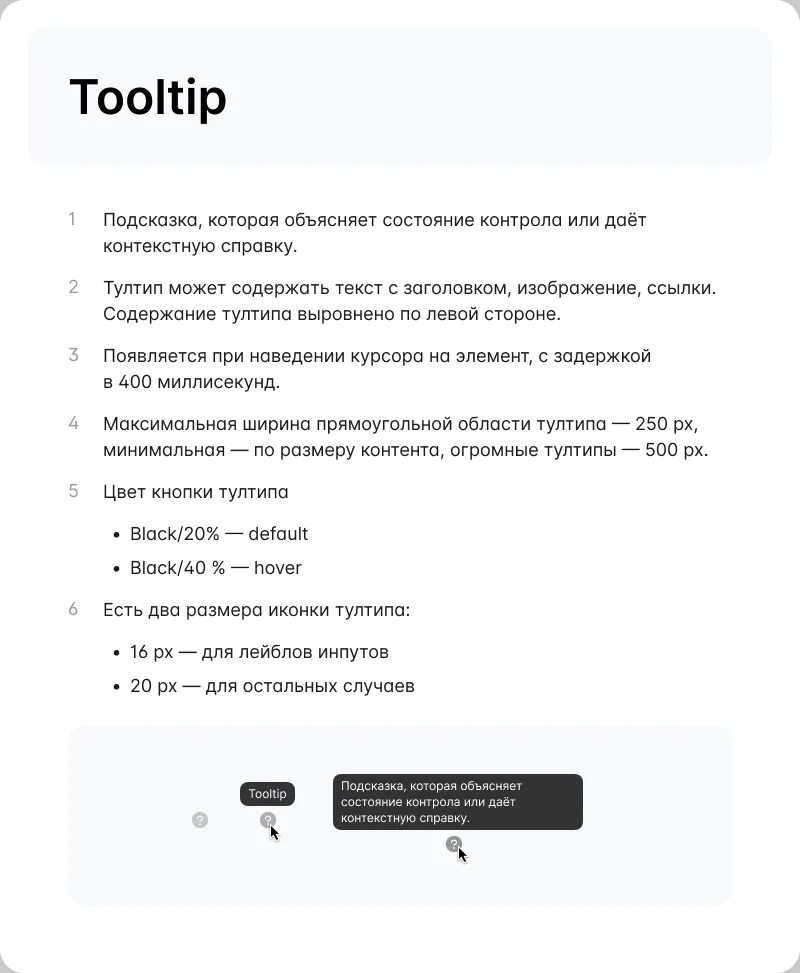 Tooltip
1 Подсказка, которая объясняет состояние контрола или даёт
контекстную справку.
2 Тултип может содержать текст с заголовком, изображение, ссылки.
Содержание тултипа выровнено по левой стороне.
3 Появляется при наведении курсора на элемент, с задержкой
в 400 миллисекунд.
4 Максимальная ширина прямоугольной области тултипа — 250 px,
минимальная — по размеру контента, огромные тултипы — 500 px.
5 Цвет кнопки тултипа
• Black/20% — default
• Black/40 % — hover
6 Есть два размера иконки тултипа:
• 16 px — для лейблов инпутов
• 20 px — для остальных случаев
?
Tooltip
?
Подсказка, которая объясняет
состояние контрола или даёт
контекстную справку.
?